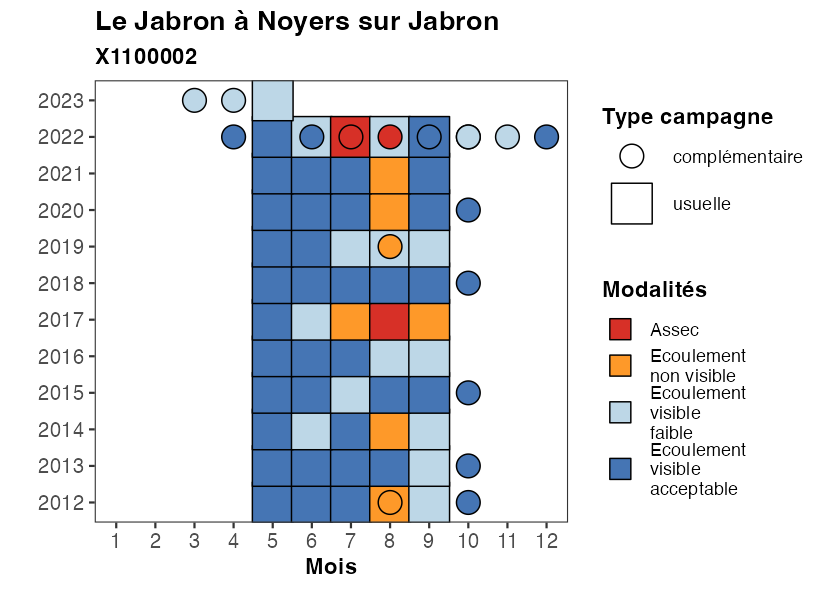 Le Jabron à Noyers sur Jabron
X1100002
2023
2022
2021
2020
2019
2018
2017
2016
2015
2014
2013
2012
1 2 3 4 5 6 7 8 9 10 11 12
Mois
Type campagne
complémentaire
usuelle
Modalités
Assec
Ecoulement
non visible
Ecoulement
visible
faible
Ecoulement
visible
acceptable